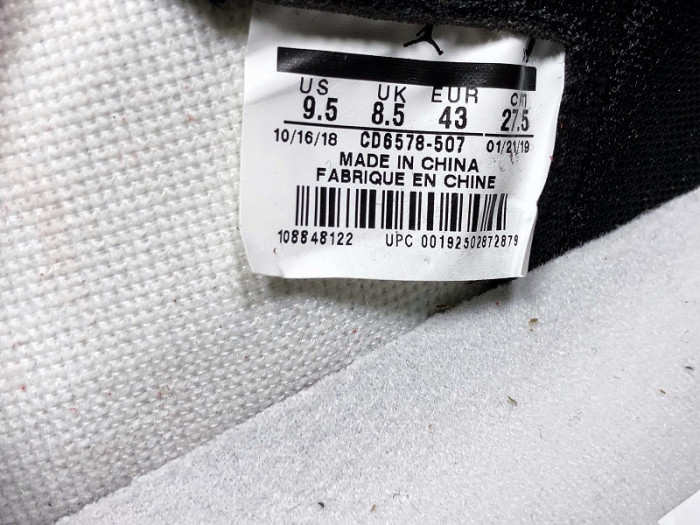 US UK EUR cm
9.5 8.5 43 27.5
10/16/18 CD6578-507 01/21/19
MADE IN CHINA
FABRIQUE EN CHINE
108848122 UPC 00192502872879